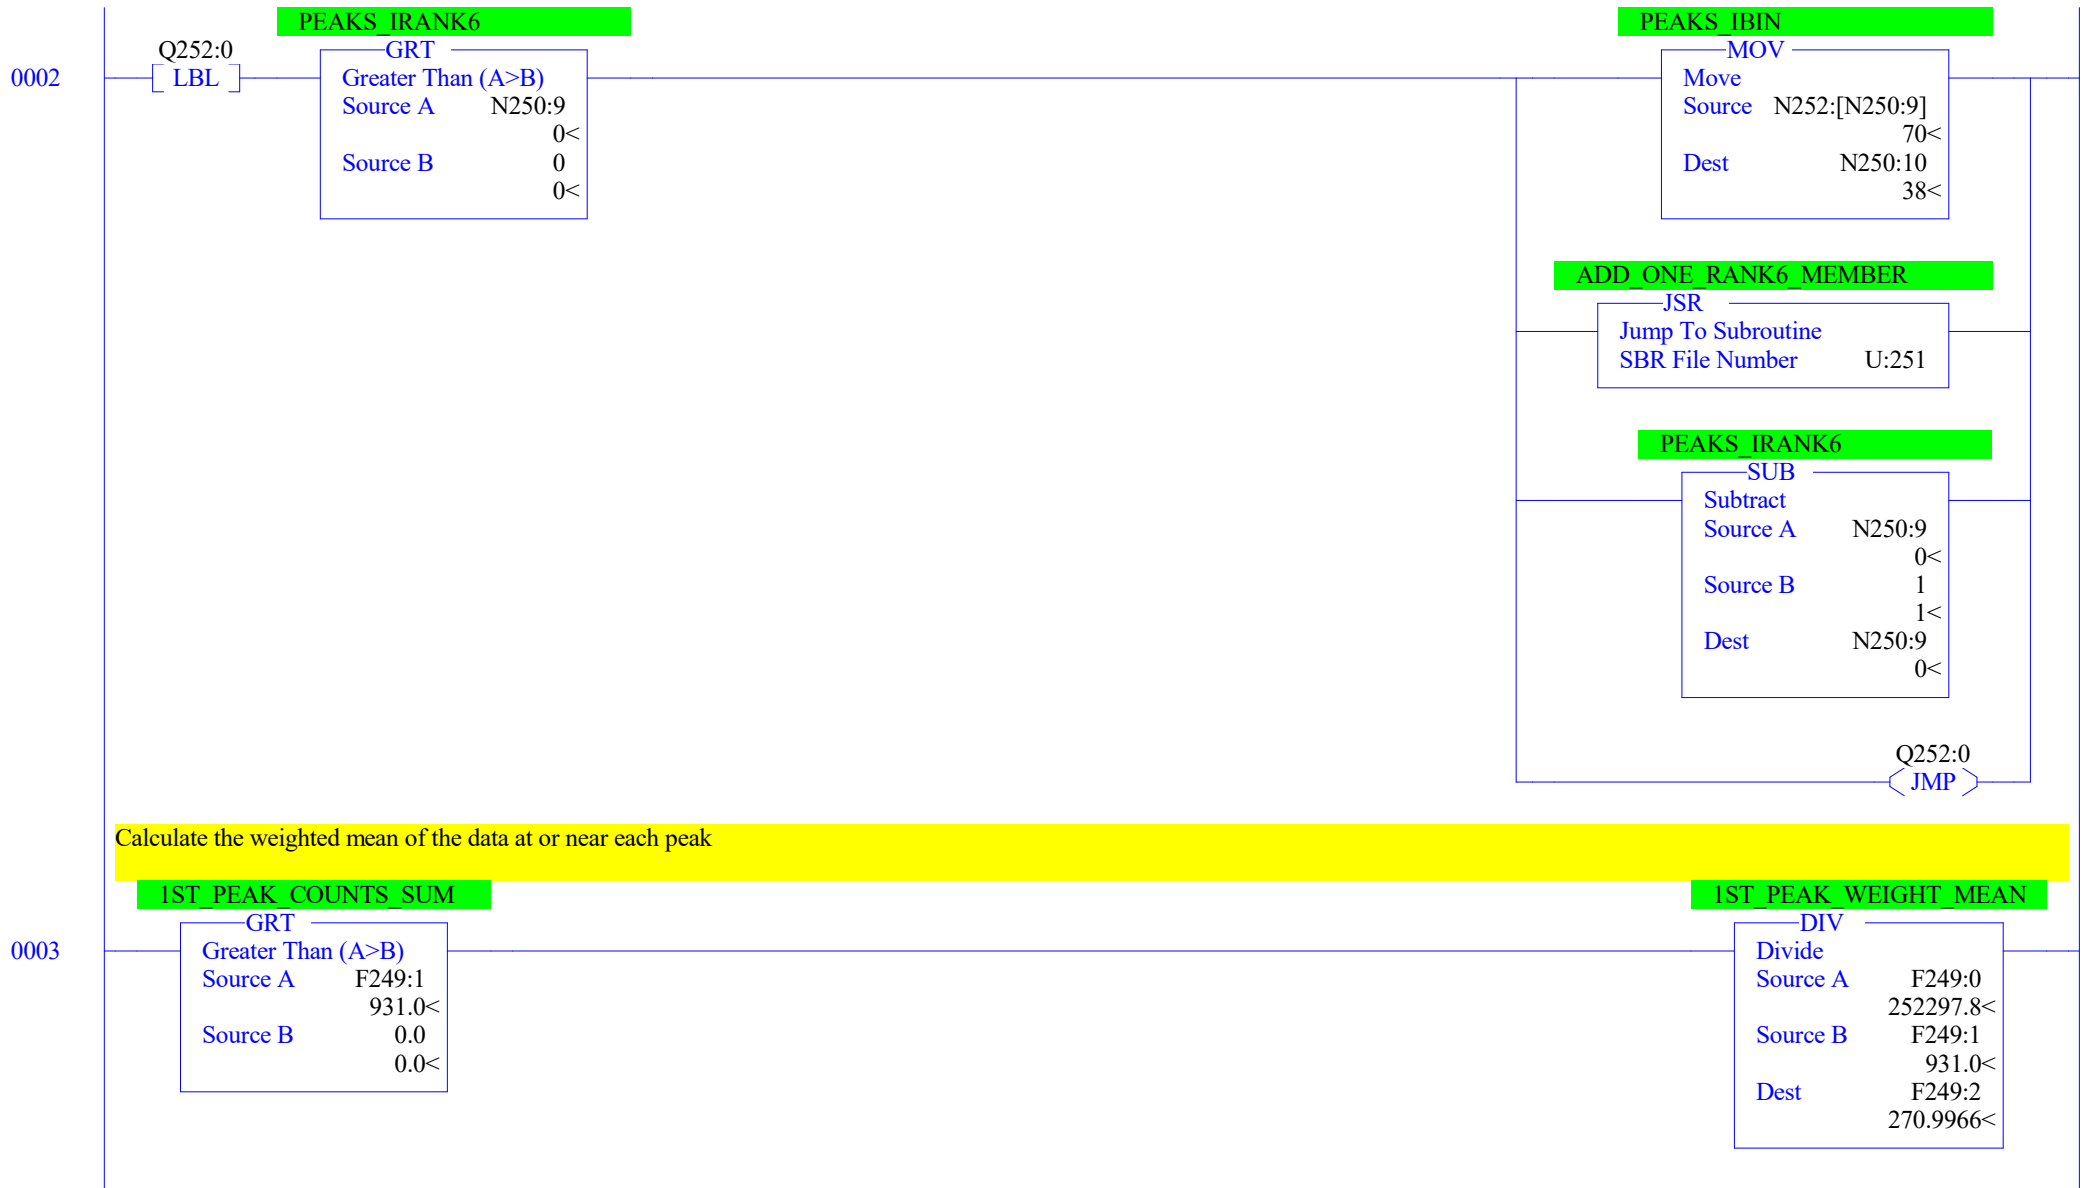 PEAKS_IRANK6
Q252:0
0002
LBL
GRT
Greater Than (A>B)
Source A N250:9
0<
Source B 0
0<
PEAKS_IBIN
MOV
Move
Source N252:[N250:9]
70<
Dest N250:10
38<
ADD_ONE_RANK6_MEMBER
JSR
Jump To Subroutine
SBR File Number U:251
PEAKS_IRANK6
SUB
Subtract
Source A N250:9
0<
Source B 1
1<
Dest N250:9
0<
Q252:0
JMP
Calculate the weighted mean of the data at or near each peak
1ST_PEAK_COUNTS_SUM
0003
GRT
Greater Than (A>B)
Source A F249:1
931.0<
Source B 0.0
0.0<
1ST_PEAK_WEIGHT_MEAN
DIV
Divide
Source A F249:0
252297.8<
Source B F249:1
931.0<
Dest F249:2
270.9966<